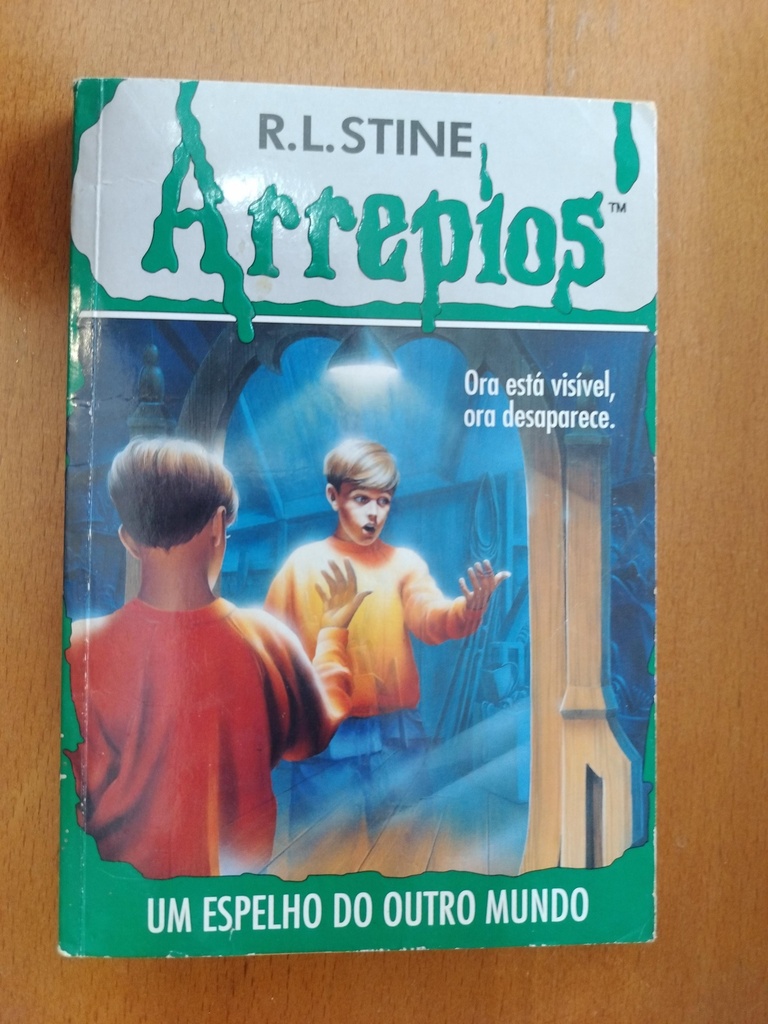 R.L.STINE
Arrepios™
Ora está visível,
ora desaparece.
UM ESPELHO DO OUTRO MUNDO